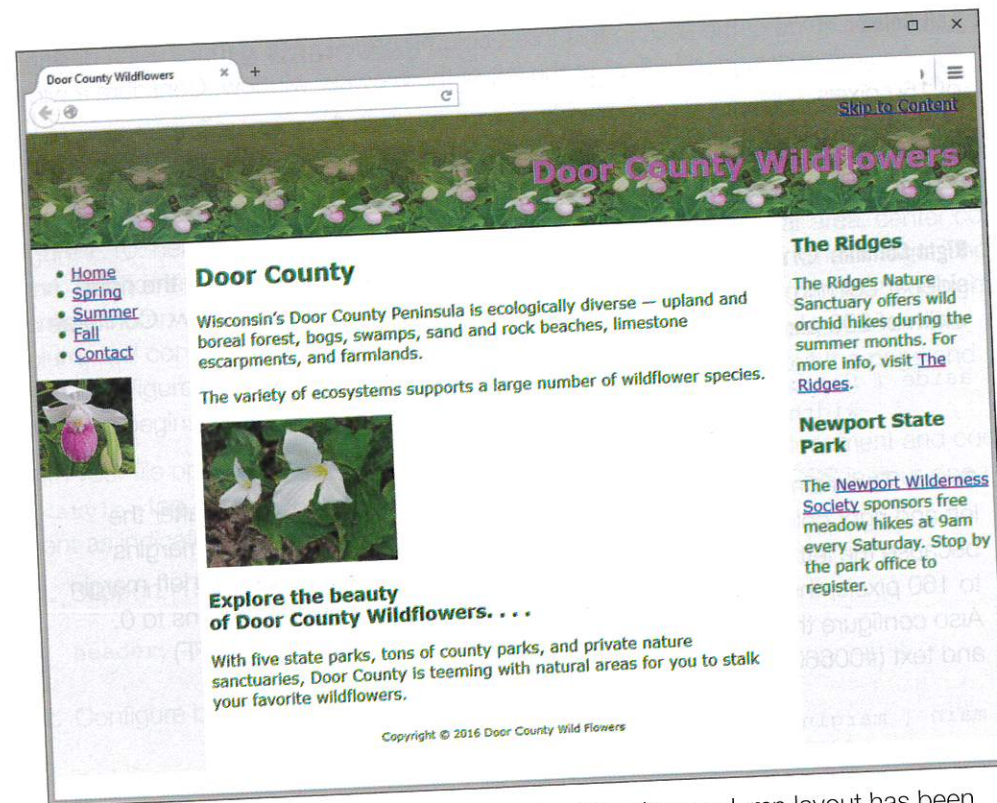 Door County Wildflowers
Skip to Content
Door County Wildflowers
Home
Spring
Summer
Fall
Contact
Door County
Wisconsin's Door County Peninsula is ecologically diverse — upland and
boreal forest, bogs, swamps, sand and rock beaches, limestone
escarpments, and farmlands.
The variety of ecosystems supports a large number of wildflower species.
Explore the beauty
of Door County Wildflowers. . . .
With five state parks, tons of county parks, and private nature
sanctuaries, Door County is teeming with natural areas for you to stalk
your favorite wildflowers.
Copyright © 2016 Door County Wild Flowers
The Ridges
The Ridges Nature
Sanctuary offers wild
orchid hikes during the
summer months. For
more info, visit The
Ridges.
Newport State
Park
The Newport Wilderness
Society sponsors free
meadow hikes at 9am
every Saturday. Stop by
the park office to
register.
column layout has been